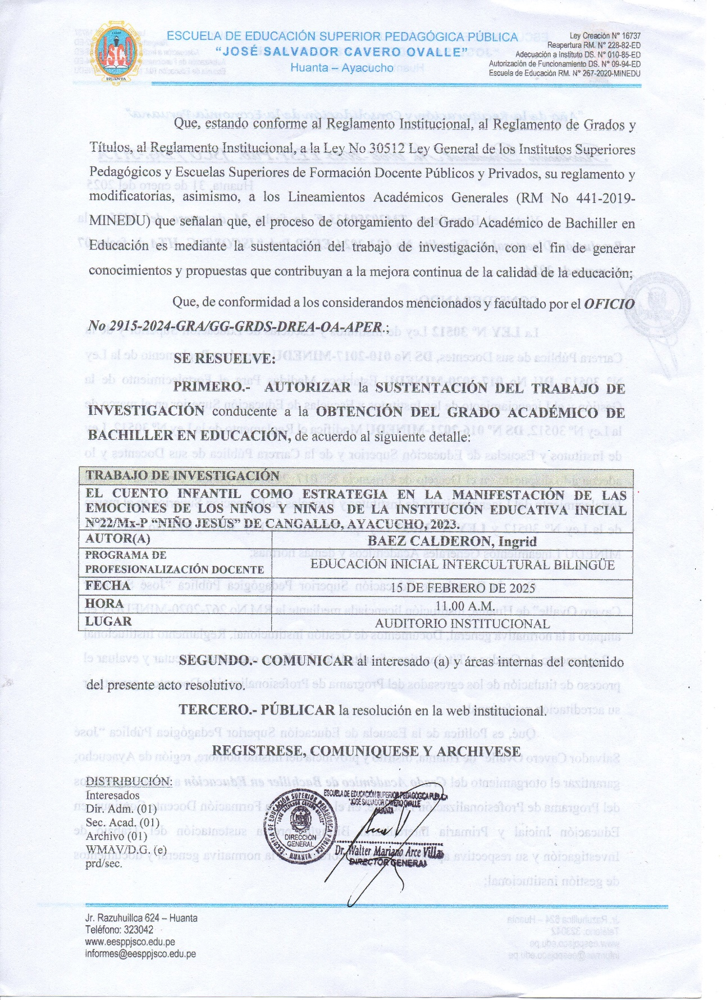 ESCUELA DE EDUCACIÓN SUPERIOR PEDAGÓGICA PÚBLICA
“JOSÉ SALVADOR CAVERO OVALLE”
Huanta – Ayacucho
Ley Creación N° 16737
Reapertura RM. N° 228-82-ED
Adecuación a Instituto DS. N° 010-85-ED
Autorización de Funcionamiento DS. N° 09-94-ED
Escuela de Educación RM. N° 267-2020-MINEDU
JSCO
HUANTA
Que, estando conforme al Reglamento Institucional, al Reglamento de Grados y
Títulos, al Reglamento Institucional, a la Ley No 30512 Ley General de los Institutos Superiores
Pedagógicos y Escuelas Superiores de Formación Docente Públicos y Privados, su reglamento y
modificatorias, asimismo, a los Lineamientos Académicos Generales (RM No 441-2019-
MINEDU) que señalan que, el proceso de otorgamiento del Grado Académico de Bachiller en
Educación es mediante la sustentación del trabajo de investigación, con el fin de generar
conocimientos y propuestas que contribuyan a la mejora continua de la calidad de la educación;
Que, de conformidad a los considerandos mencionados y facultado por el OFICIO
No 2915-2024-GRA/GG-GRDS-DREA-OA-APER.;
SE RESUELVE:
PRIMERO.- AUTORIZAR la SUSTENTACIÓN DEL TRABAJO DE
INVESTIGACIÓN conducente a la OBTENCIÓN DEL GRADO ACADÉMICO DE
BACHILLER EN EDUCACIÓN, de acuerdo al siguiente detalle:
TRABAJO DE INVESTIGACIÓN
EL CUENTO INFANTIL COMO ESTRATEGIA EN LA MANIFESTACIÓN DE LAS
EMOCIONES DE LOS NIÑOS Y NIÑAS DE LA INSTITUCIÓN EDUCATIVA INICIAL
N°22/Mx-P “NIÑO JESÚS” DE CANGALLO, AYACUCHO, 2023.
AUTOR(A) BAEZ CALDERON, Ingrid
PROGRAMA DE
PROFESIONALIZACIÓN DOCENTE EDUCACIÓN INICIAL INTERCULTURAL BILINGÜE
FECHA 15 DE FEBRERO DE 2025
HORA 11.00 A.M.
LUGAR AUDITORIO INSTITUCIONAL
SEGUNDO.- COMUNICAR al interesado (a) y áreas internas del contenido
del presente acto resolutivo.
TERCERO.- PÚBLICAR la resolución en la web institucional.
REGISTRESE, COMUNIQUESE Y ARCHIVESE
DISTRIBUCIÓN:
Interesados
Dir. Adm. (01)
Sec. Acad. (01)
Archivo (01)
WMAV/D.G. (e)
prd/sec.
ESCUELA DE EDUCACIÓN SUPERIOR PEDAGÓGICA PÚBLICA
"JOSÉ SALVADOR CAVERO OVALLE"
DIRECCIÓN
GENERAL
HUANTA
ESCUELA DE EDUCACIÓN SUPERIOR PEDAGOGICA PUBLICA
"JOSÉ SALVADOR CAVERO OVALLE
HUANTA
Dr. Walter Mariano Arce Villar
DIRECTOR GENERAL
Jr. Razuhuillca 624 – Huanta
Teléfono: 323042
www.eesppjsco.edu.pe
informes@eesppjsco.edu.pe